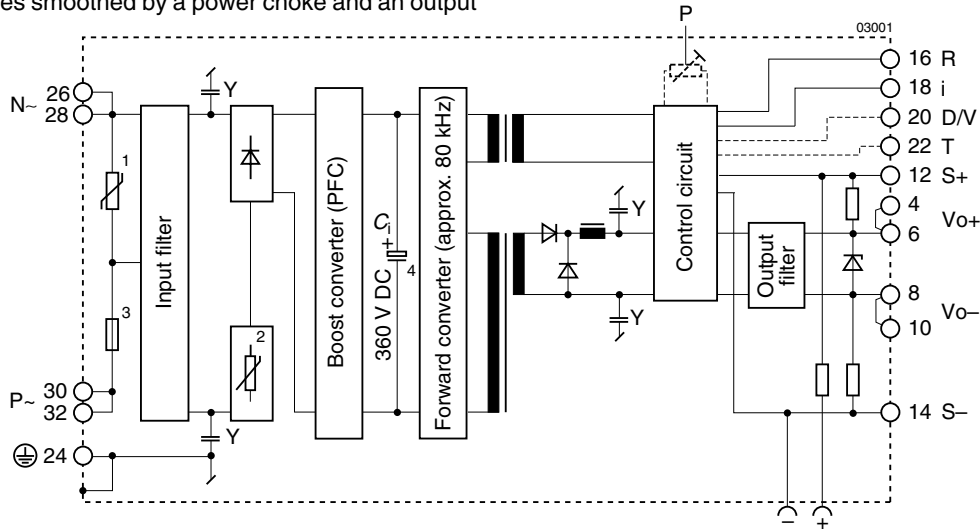 es smoothed by a power choke and an output
P
03001
26
N~
28
Y
16 R
18 i
20 D/V
22 T
12 S+
4
Vo+
6
8
Vo–
10
14 S–
1
3
Input filter
2
Boost converter (PFC)
Ci
+
4
360 V DC
Forward converter (approx. 80 kHz)
Control circuit
Y
Output
filter
Y
30
P~
32
Y
24
– +